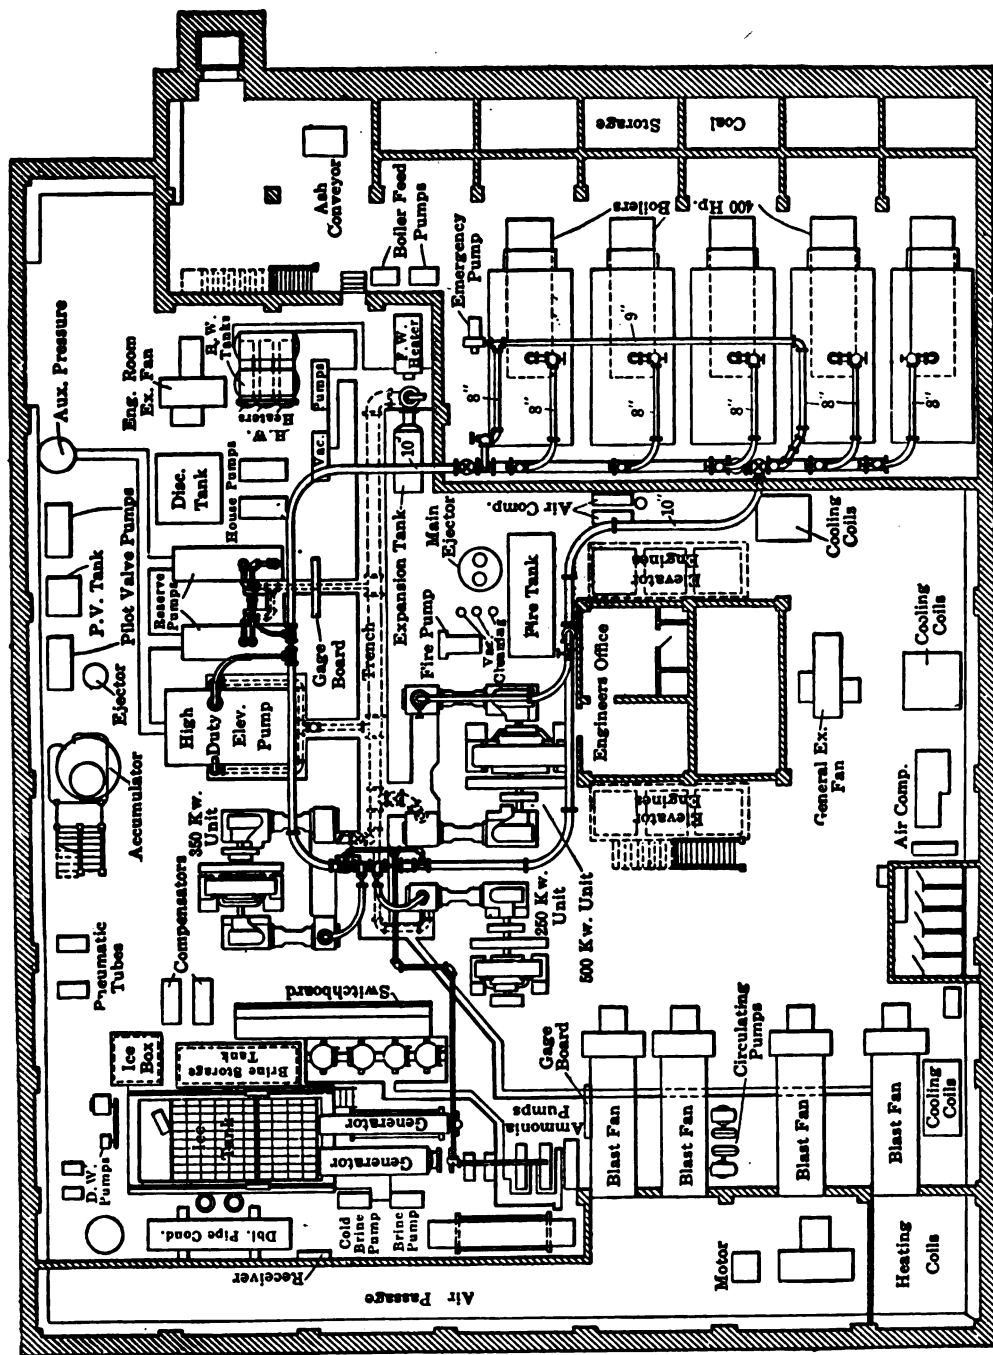 Storage
Coal
Ash
Conveyor
Boiler Feed
Pumps
Emergency
Pump
Boilers
400 Hp.
Aux. Pressure
Eng. Room
Ex. Fan
Tanks
H. W.
Heaters
F. W.
Heater
Pumps
Vac.
9"
8"
8"
8"
8"
8"
8"
10"
Disc.
Tank
House Pumps
Pilot Valve Pumps
P.V. Tank
Reserve
Pumps
Ejector
High
Duty
Elev.
Pump
Gage
Board
Trench
Expansion Tank
Main
Ejector
Air Comp.
10"
Fire Pump
Vac.
Cleaning
Fire Tank
Cooling
Coils
Elevator
Engines
Engineers Office
Elevator
Engines
General Ex.
Fan
Cooling
Coils
Air Comp.
Accumulator
350 Kw.
Unit
Compensators
Pneumatic
Tubes
250 Kw.
Unit
500 Kw. Unit
Switchboard
Ice
Box
Brine Storage
Tank
Ice
Tank
Generator
Generator
D.W.
Pumps
Dbl. Pipe Cond.
Cold
Brine
Pump
Brine
Pump
Receiver
Air Passage
Ammonia
Pumps
Gage
Board
Circulating
Pumps
Blast Fan
Blast Fan
Blast Fan
Blast Fan
Cooling
Coils
Motor
Heating
Coils